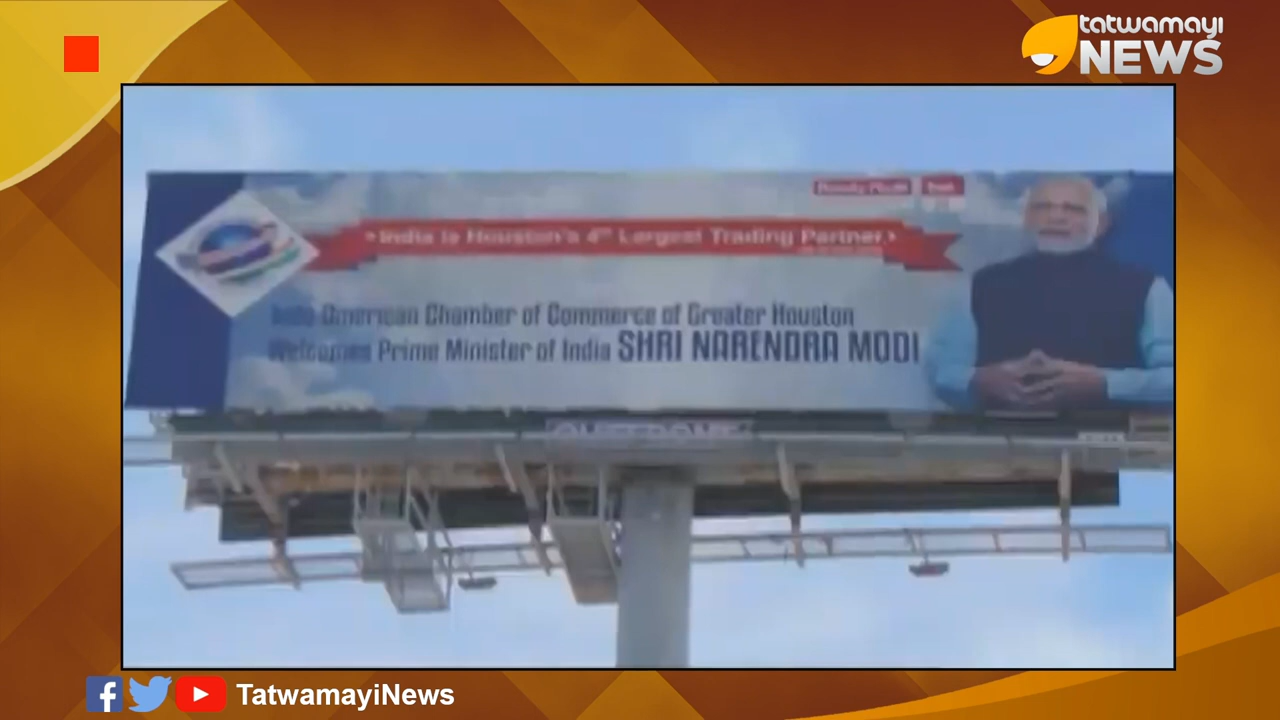 tatwamayi
NEWS
India is Houston's 4th Largest Trading Partner.
Indo American Chamber of Commerce of Greater Houston
Welcomes Prime Minister of India SHRI NARENDRA MODI
TatwamayiNews